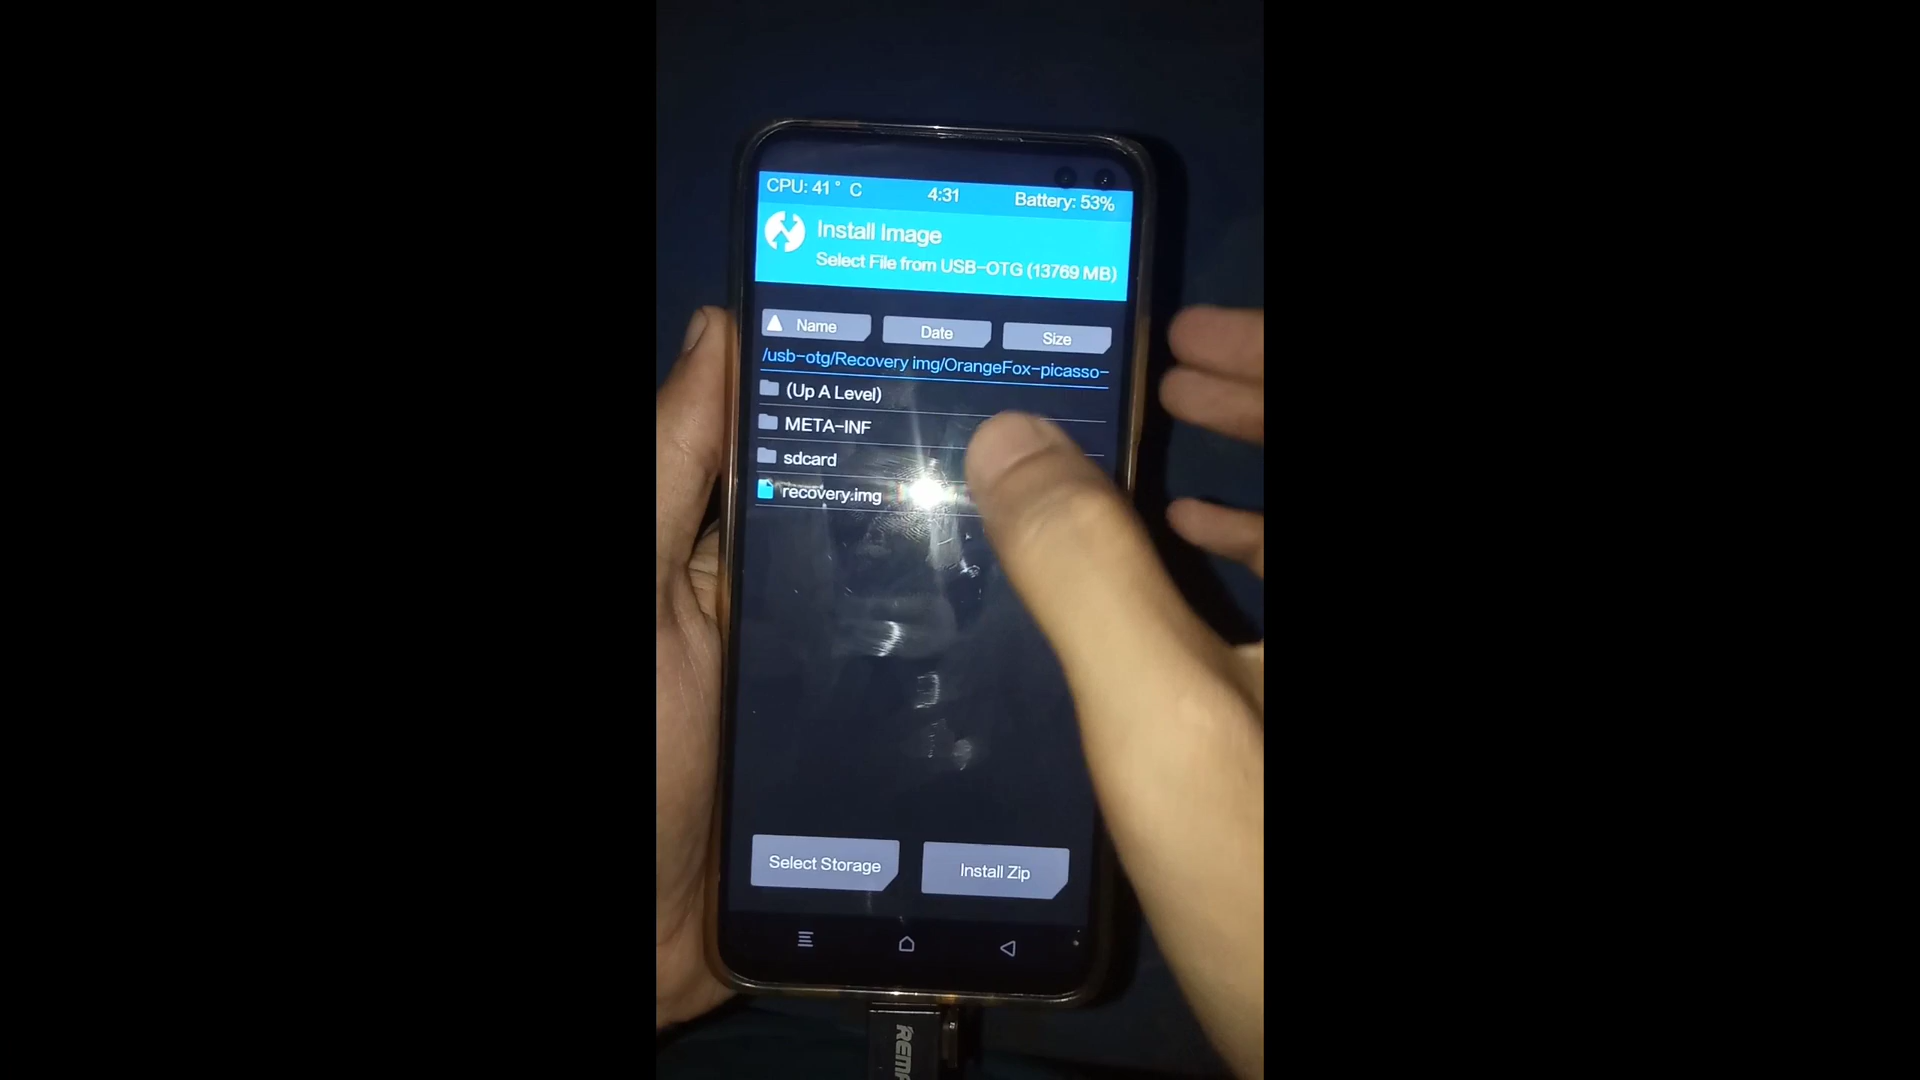 CPU: 41° C 4:31 Battery: 53%
Install Image
Select File from USB-OTG (13769 MB)
Name Date Size
/usb-otg/Recovery img/OrangeFox-picasso-
(Up A Level)
META-INF
sdcard
recovery.img
Select Storage Install Zip